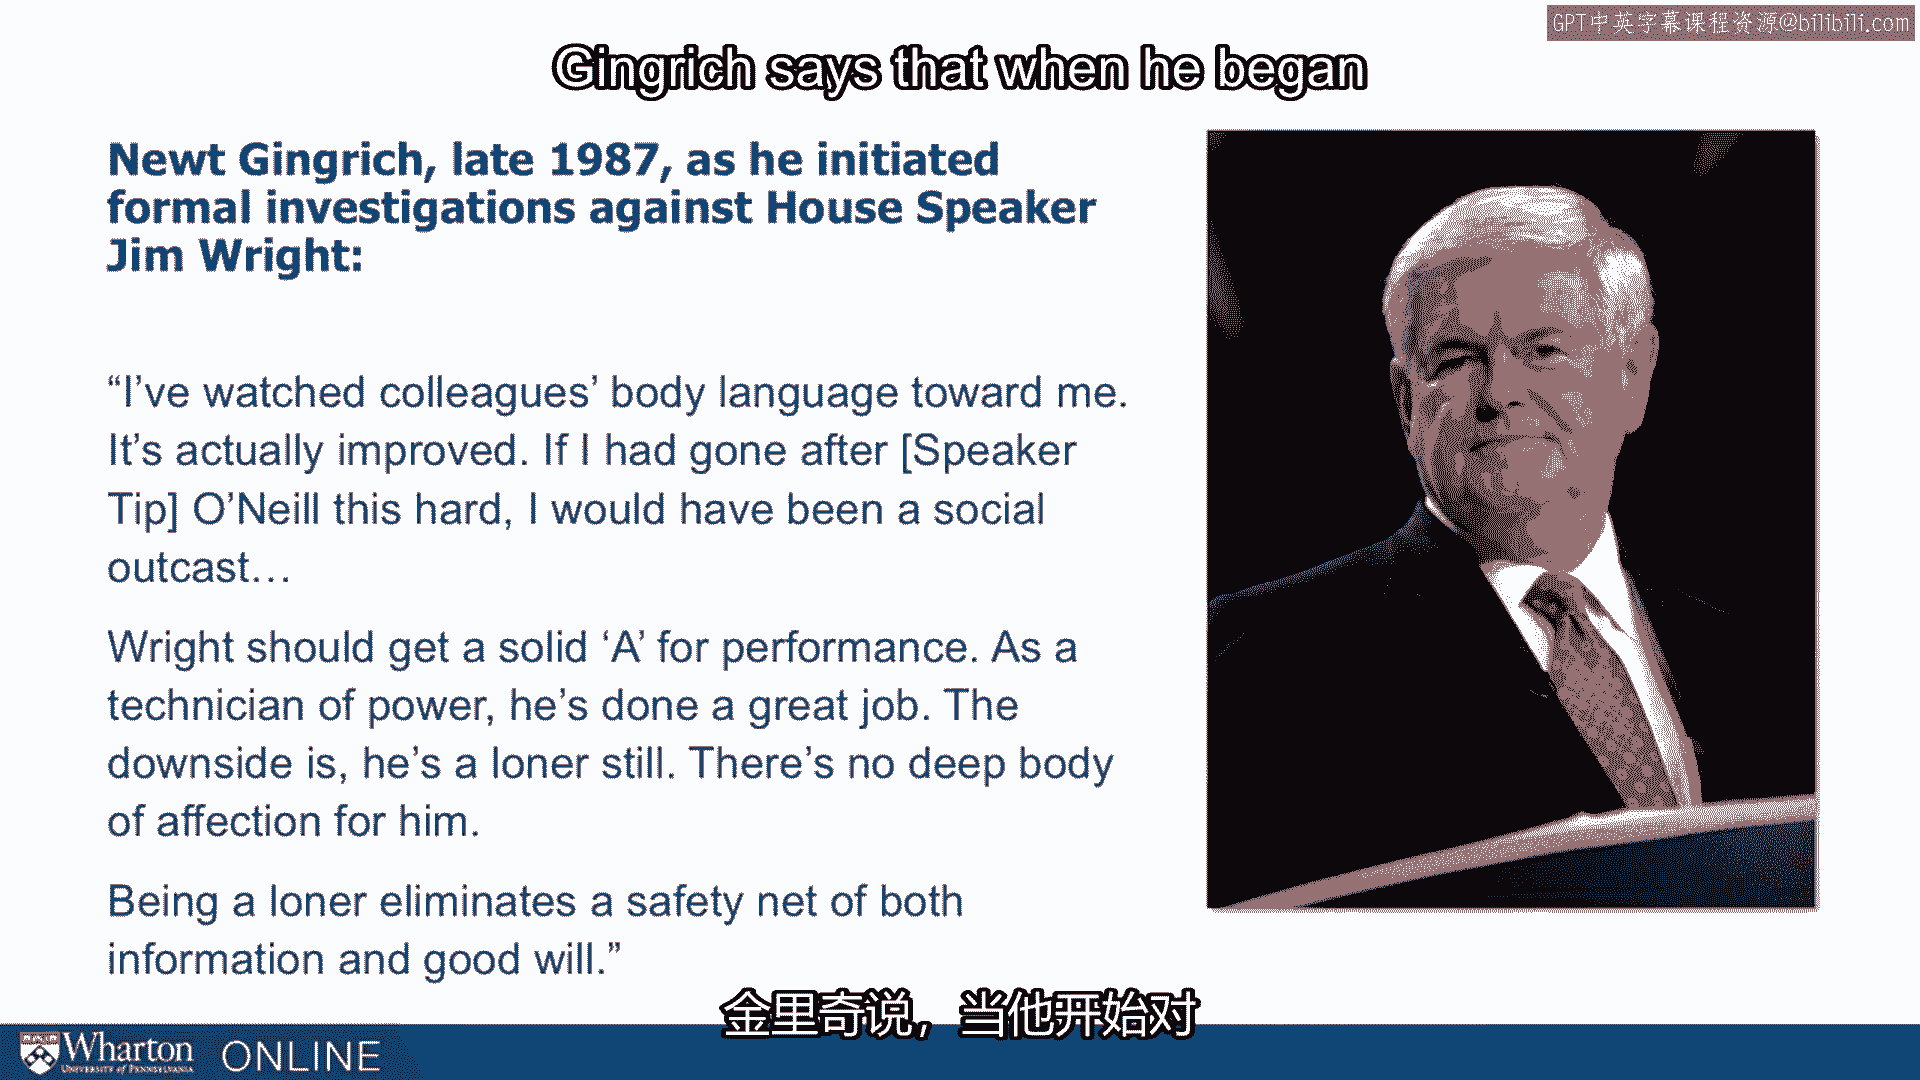 GPT中英字幕课程资源@bilibili.com
Gingrich says that when he began
Newt Gingrich, late 1987, as he initiated
formal investigations against House Speaker
Jim Wright:
“I’ve watched colleagues’ body language toward me.
It’s actually improved. If I had gone after [Speaker
Tip] O’Neill this hard, I would have been a social
outcast…
Wright should get a solid ‘A’ for performance. As a
technician of power, he’s done a great job. The
downside is, he’s a loner still. There’s no deep body
of affection for him.
Being a loner eliminates a safety net of both
information and good will.”
金里奇说，当他开始对
Wharton ONLINE
UNIVERSITY of PENNSYLVANIA